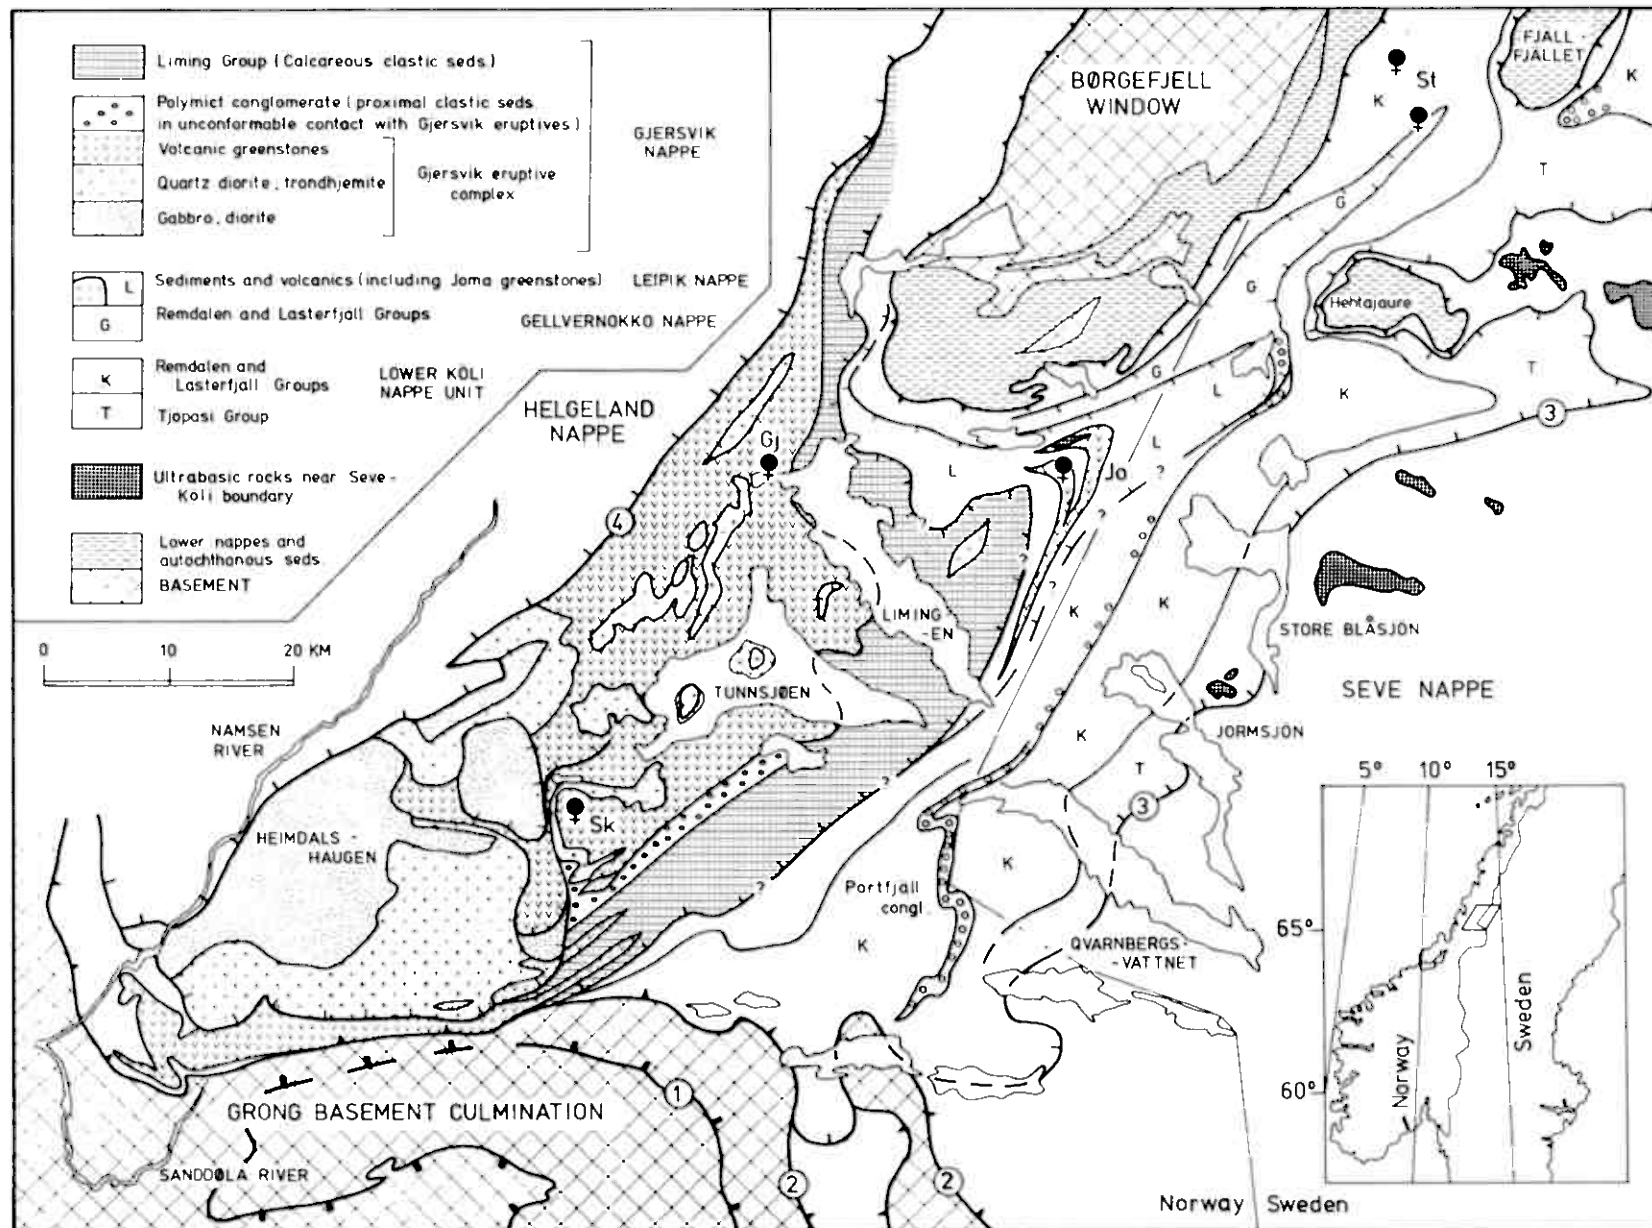 Liming Group (Calcareous clastic seds)
Polymict conglomerate (proximal clastic seds
in unconformable contact with Gjersvik eruptives)
Volcanic greenstones
Quartz diorite, trondhjemite
Gabbro, diorite
Gjersvik eruptive
complex
GJERSVIK
NAPPE
L
Sediments and volcanics (including Joma greenstones)
LEIPIK NAPPE
G
Remdalen and Lasterfjall Groups
GELLVERNOKKO NAPPE
K
Remdalen and
Lasterfjall Groups
T
Tjopasi Group
LOWER KÖLI
NAPPE UNIT
Ultrabasic rocks near Seve-
Koli boundary
Lower nappes and
autochthonous seds
BASEMENT
0 10 20 KM
BØRGEFJELL
WINDOW
St
K
FJALL-
FJÄLLET
K
T
G
G
Hehtajaure
T
K
3
G
L
L
L
?
?
?
?
?
HELGELAND
NAPPE
Gj
Jo
4
LIMING-
-EN
K
K
STORE BLÅSJÖN
TUNNSJØEN
SEVE NAPPE
NAMSEN
RIVER
K
JORMSJÖN
T
3
?
HEIMDALS-
HAUGEN
Sk
?
K
Portfjall
congl
K
QVARNBERGS-
-VATTNET
GRONG BASEMENT CULMINATION
1
SANDDØLA RIVER
2
2
Norway
Sweden
5° 10° 15°
65°
60°
Norway
Sweden